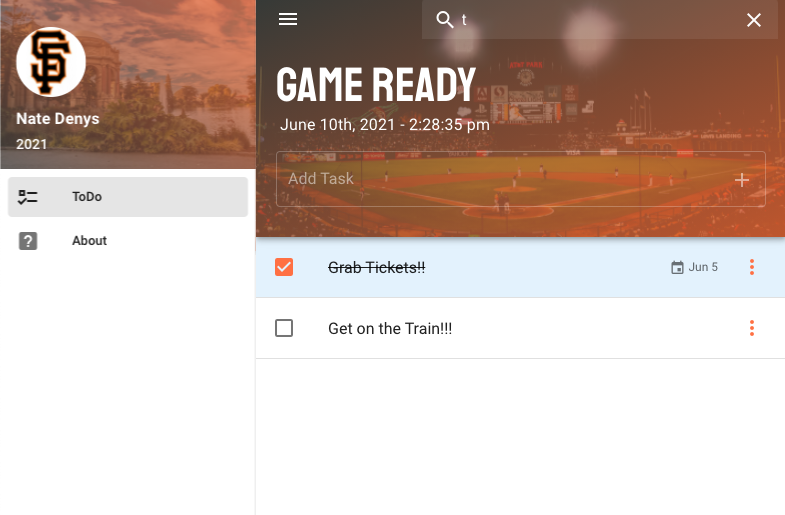 SF
Nate Denys
2021
ToDo
About
t
GAME READY
June 10th, 2021 - 2:28:35 pm
Add Task
Grab Tickets!!
Jun 5
Get on the Train!!!